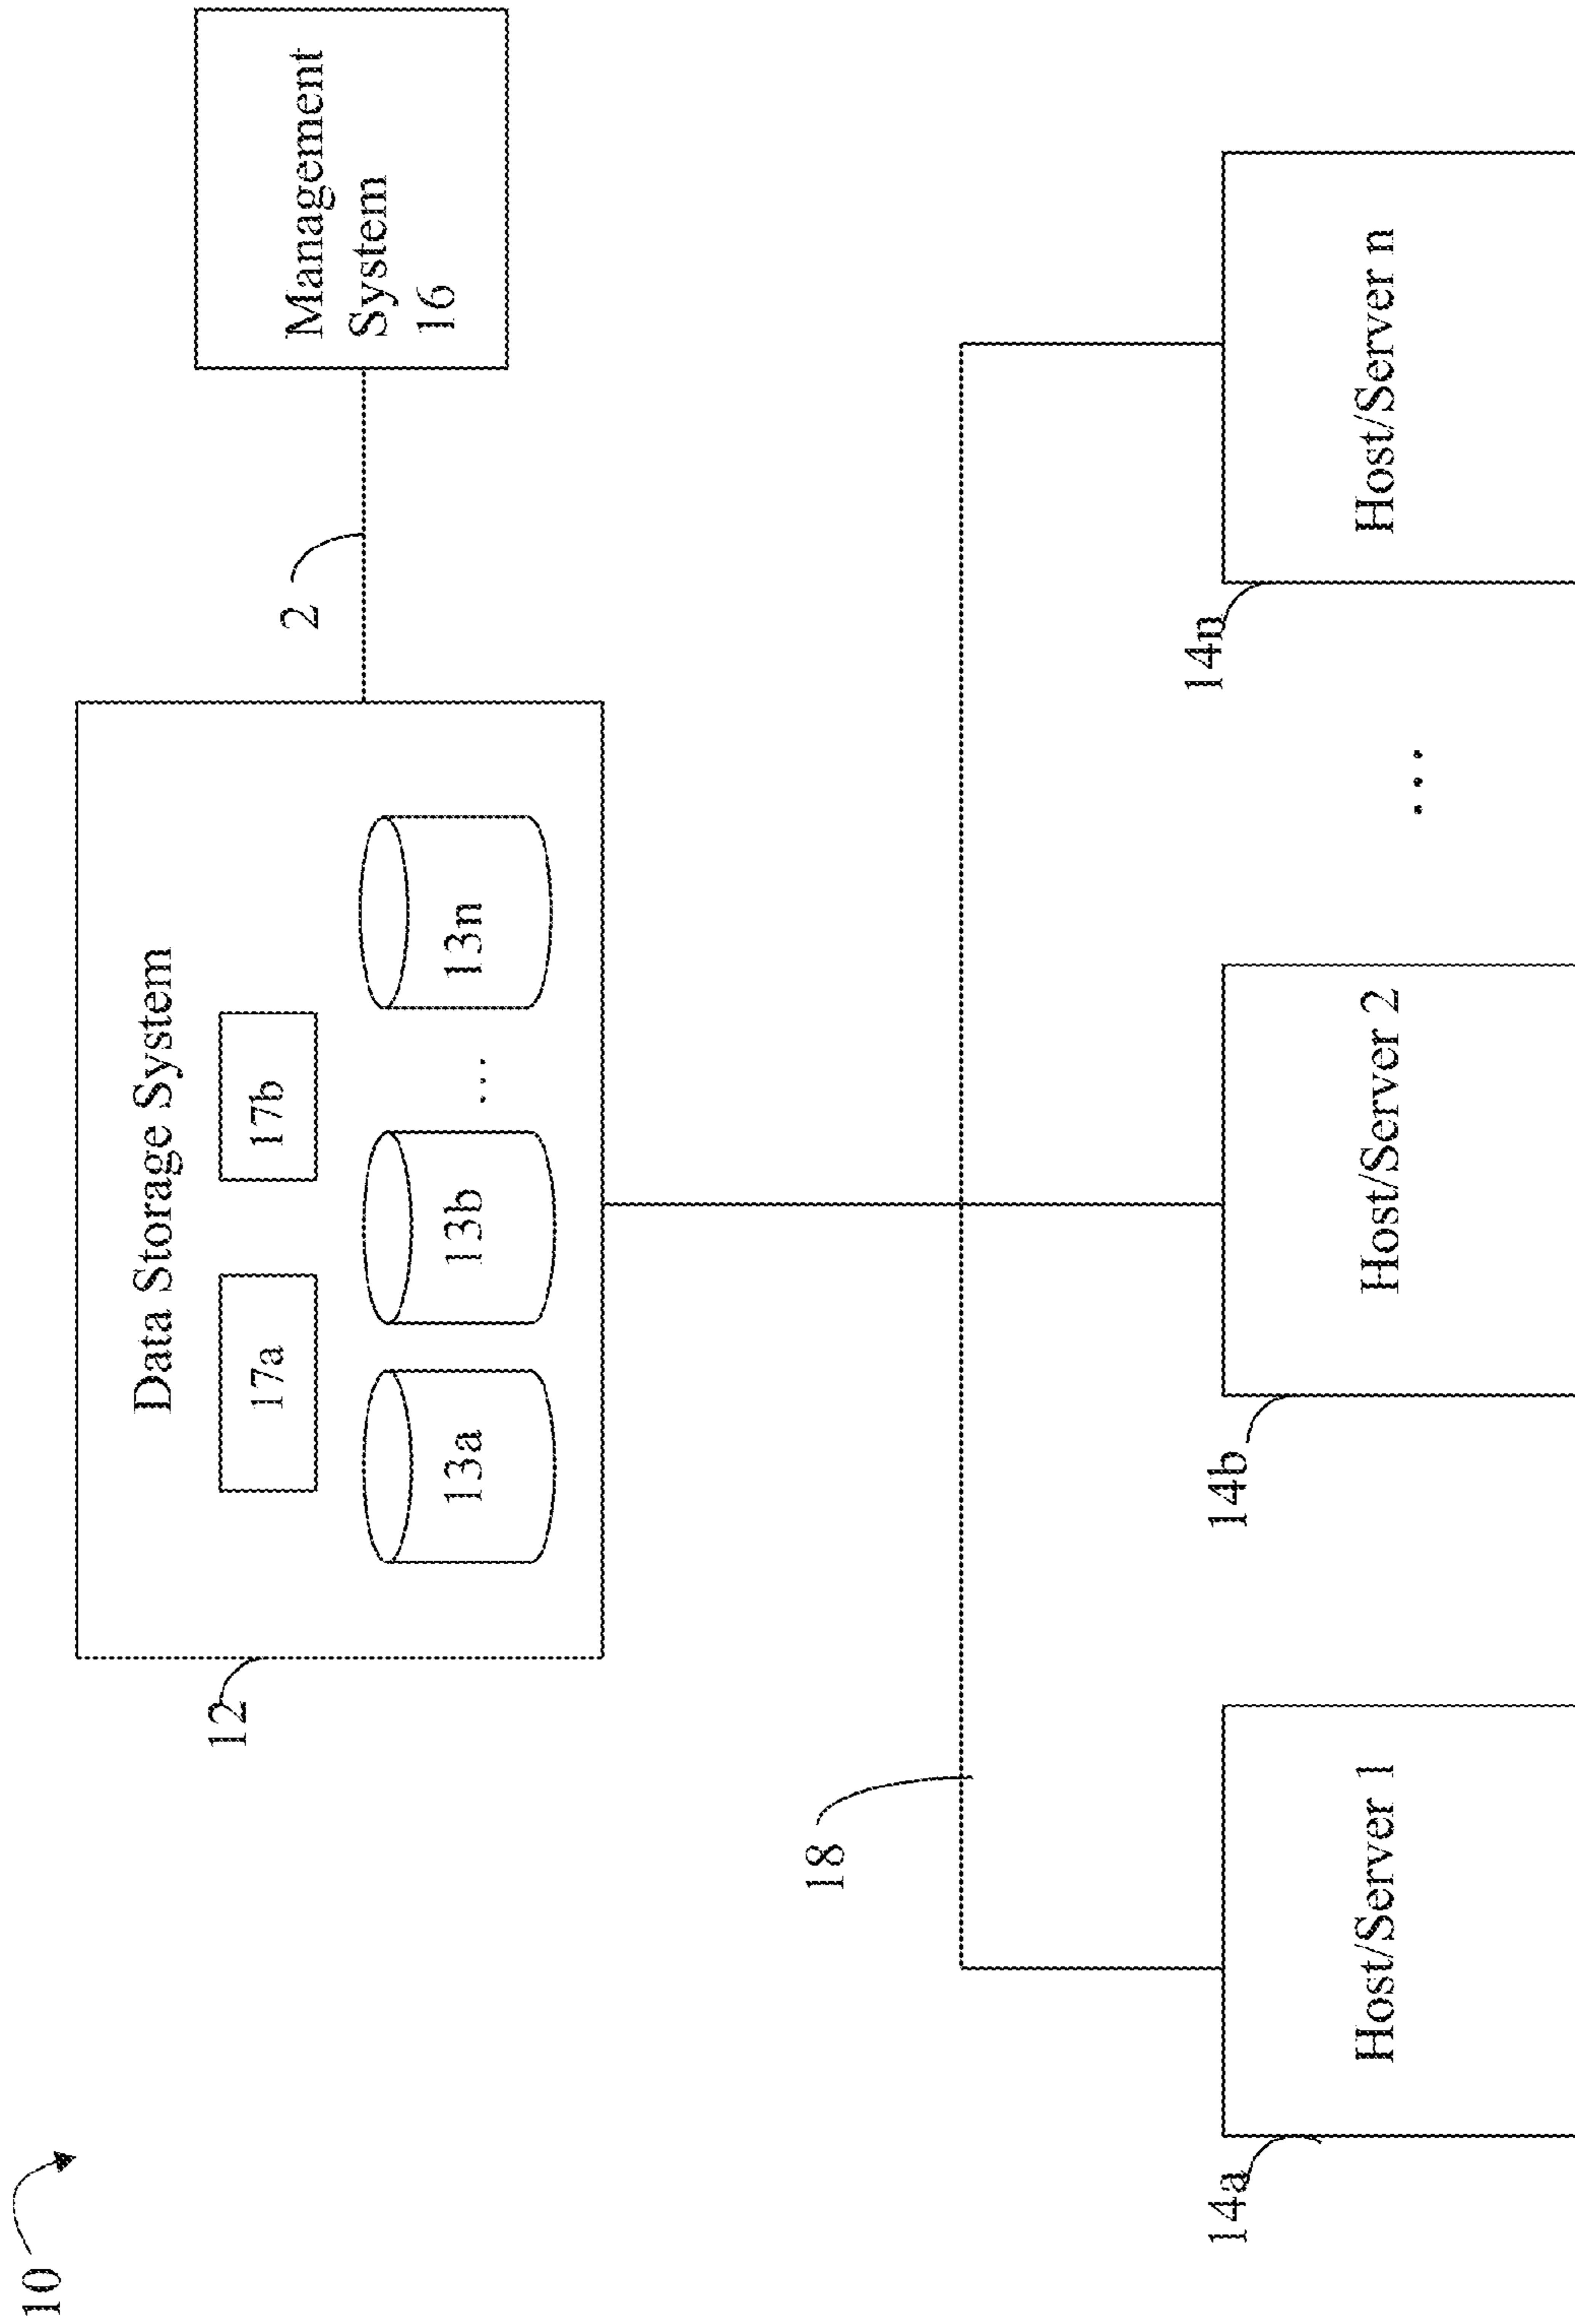 10
12
Data Storage System
17a
17b
13a
13b
...
13n
2
Management
System
16
18
14a
Host/Server 1
14b
Host/Server 2
...
14n
Host/Server n